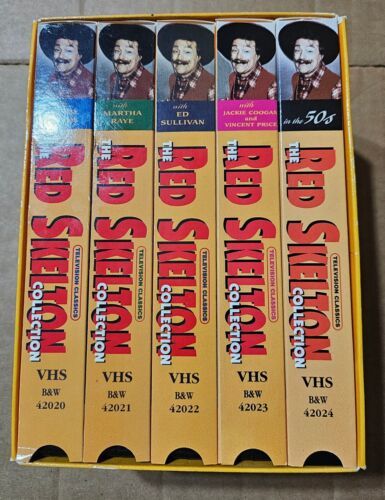 THE
RED SKELTON
COLLECTION
TELEVISION CLASSICS
VHS
B&W
42020
with
MARTHA
RAYE
THE
RED SKELTON
COLLECTION
TELEVISION CLASSICS
VHS
B&W
42021
with
ED
SULLIVAN
THE
RED SKELTON
COLLECTION
TELEVISION CLASSICS
VHS
B&W
42022
with
JACKIE COOGAN
and
VINCENT PRICE
THE
RED SKELTON
COLLECTION
TELEVISION CLASSICS
VHS
B&W
42023
in the 50s
THE
RED SKELTON
COLLECTION
TELEVISION CLASSICS
VHS
B&W
42024